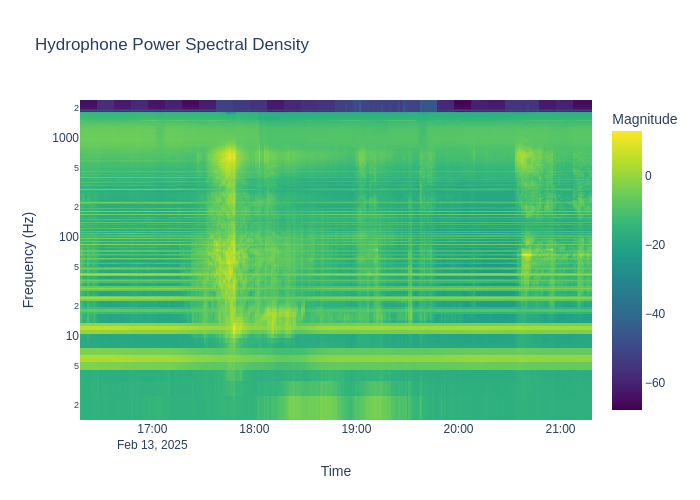 Hydrophone Power Spectral Density
Magnitude
2
1000
5
2
100
5
2
10
5
2
0
−20
−40
−60
Frequency (Hz)
17:00 18:00 19:00 20:00 21:00
Feb 13, 2025
Time